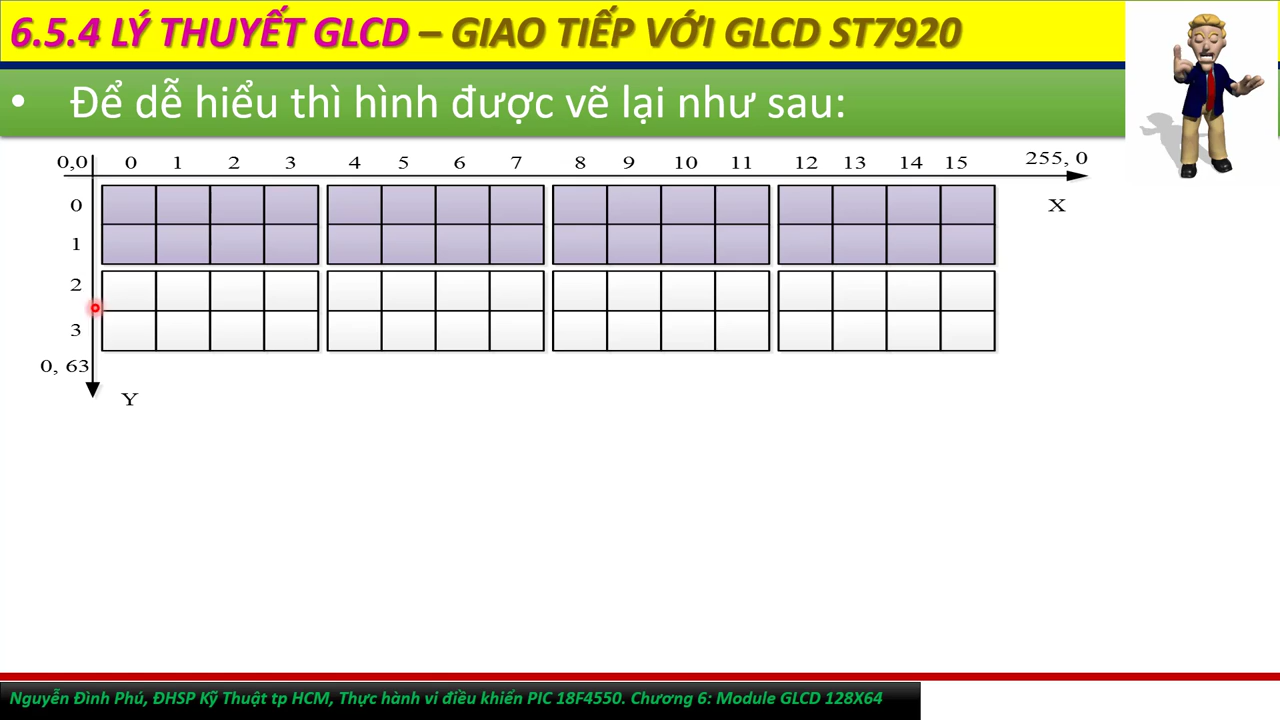 6.5.4 LÝ THUYẾT GLCD – GIAO TIẾP VỚI GLCD ST7920
• Để dễ hiểu thì hình được vẽ lại như sau:
0,0 0 1 2 3 4 5 6 7 8 9 10 11 12 13 14 15 255, 0
0 X
1
2
3
0, 63
Y
Nguyễn Đình Phú, ĐHSP Kỹ Thuật tp HCM, Thực hành vi điều khiển PIC 18F4550. Chương 6: Module GLCD 128X64